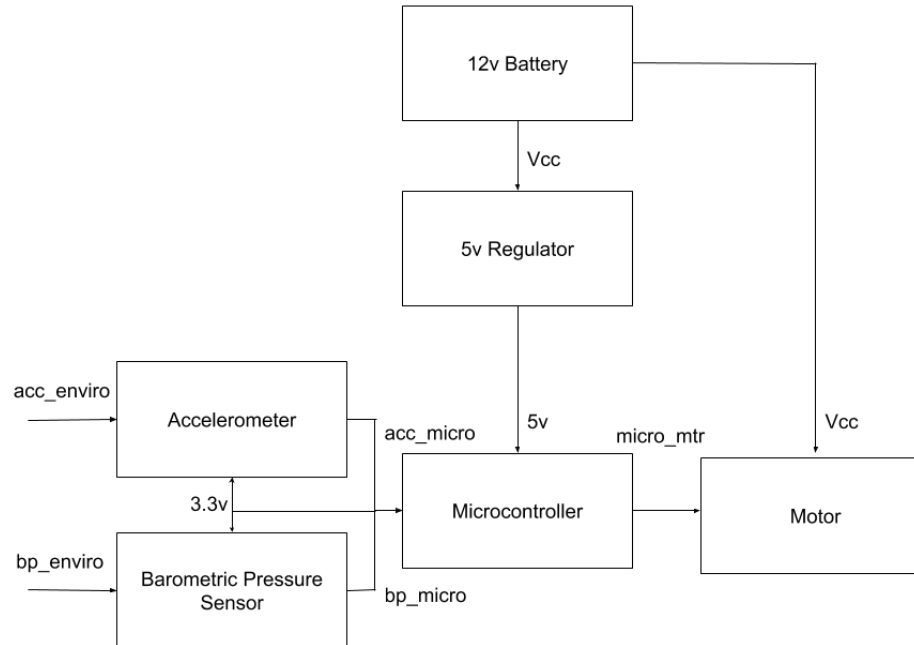 12v Battery
Vcc
5v Regulator
acc_enviro
Accelerometer
acc_micro
5v
micro_mtr
Vcc
3.3v
Microcontroller
Motor
bp_enviro
Barometric Pressure
Sensor
bp_micro